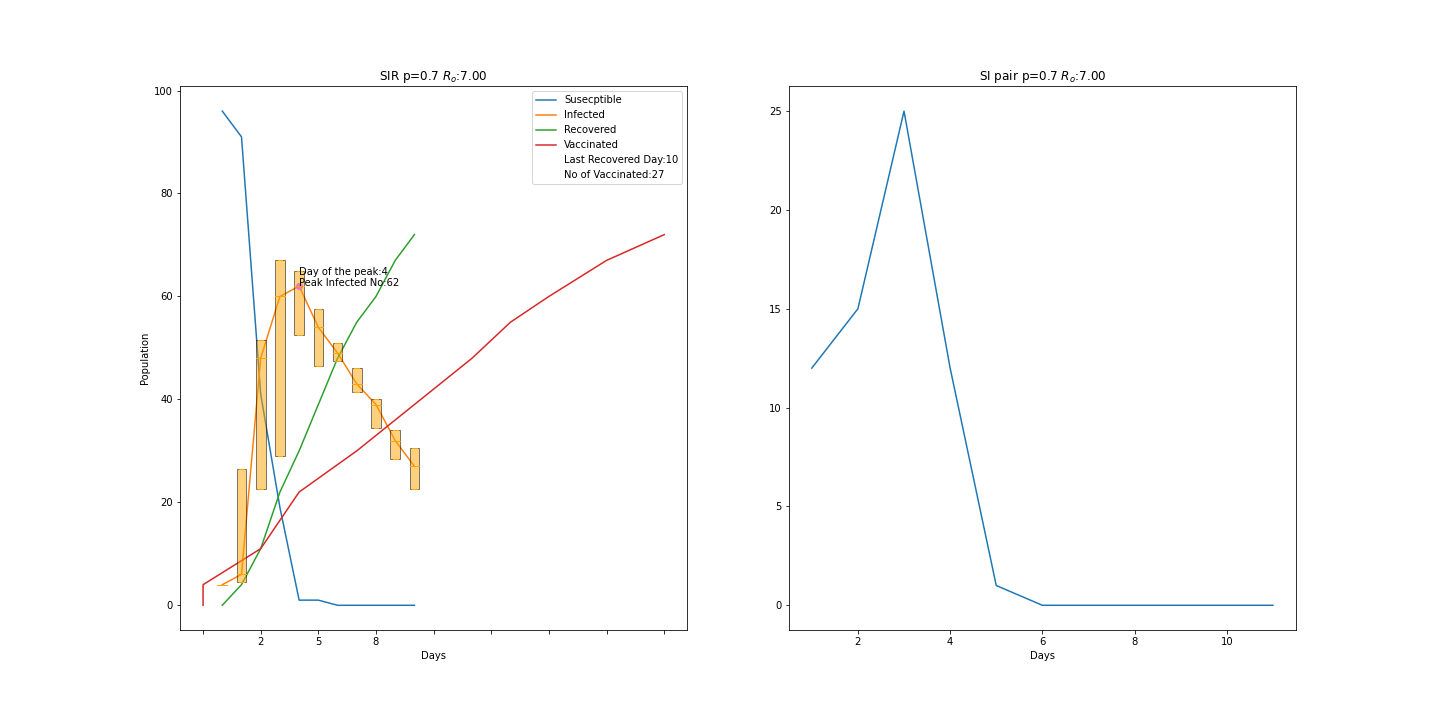 SIR p=0.7 Ro:7.00
100
80
60
40
20
0
Population
2 5 8
Days
Susecptible
Infected
Recovered
Vaccinated
Last Recovered Day:10
No of Vaccinated:27
Day of the peak:4
Peak Infected No:62
SI pair p=0.7 Ro:7.00
25
20
15
10
5
0
2 4 6 8 10
Days